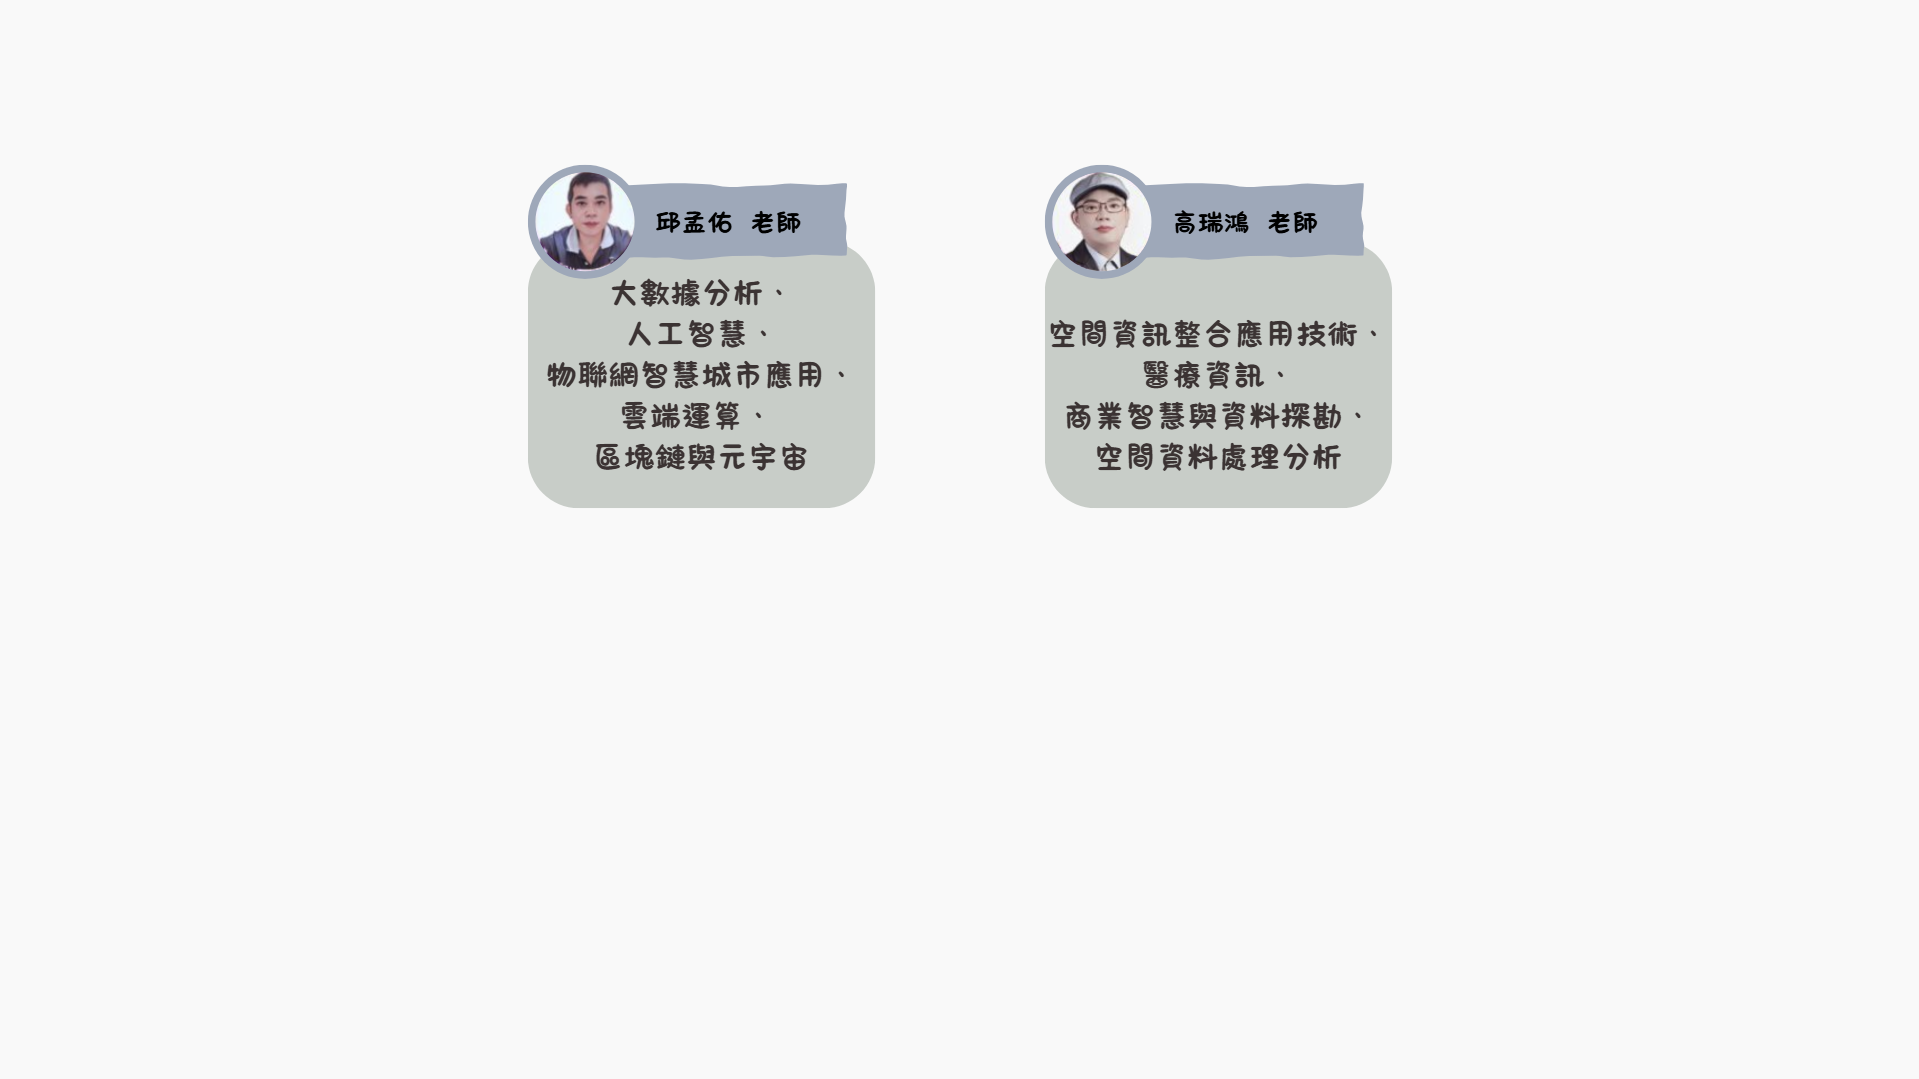 邱孟佑 老師
大數據分析、
人工智慧、
物聯網智慧城市應用、
雲端運算、
區塊鏈與元宇宙
高瑞鴻 老師
空間資訊整合應用技術、
醫療資訊、
商業智慧與資料探勘、
空間資料處理分析